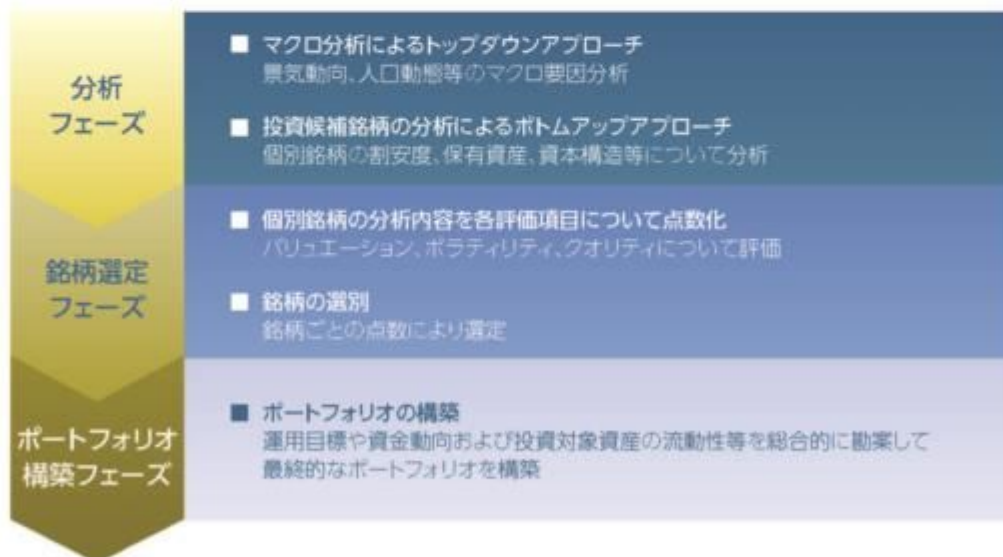 分析
フェーズ
■ マクロ分析によるトップダウンアプローチ
景気動向、人口動態等のマクロ要因分析
■ 投資候補銘柄の分析によるボトムアップアプローチ
個別銘柄の割安度、保有資産、資本構造等について分析
銘柄選定
フェーズ
■ 個別銘柄の分析内容を各評価項目について点数化
バリュエーション、ボラティリティ、クオリティについて評価
■ 銘柄の選別
銘柄ごとの点数により選定
ポートフォリオ
構築フェーズ
■ ポートフォリオの構築
運用目標や資金動向および投資対象資産の流動性等を総合的に勘案して
最終的なポートフォリオを構築